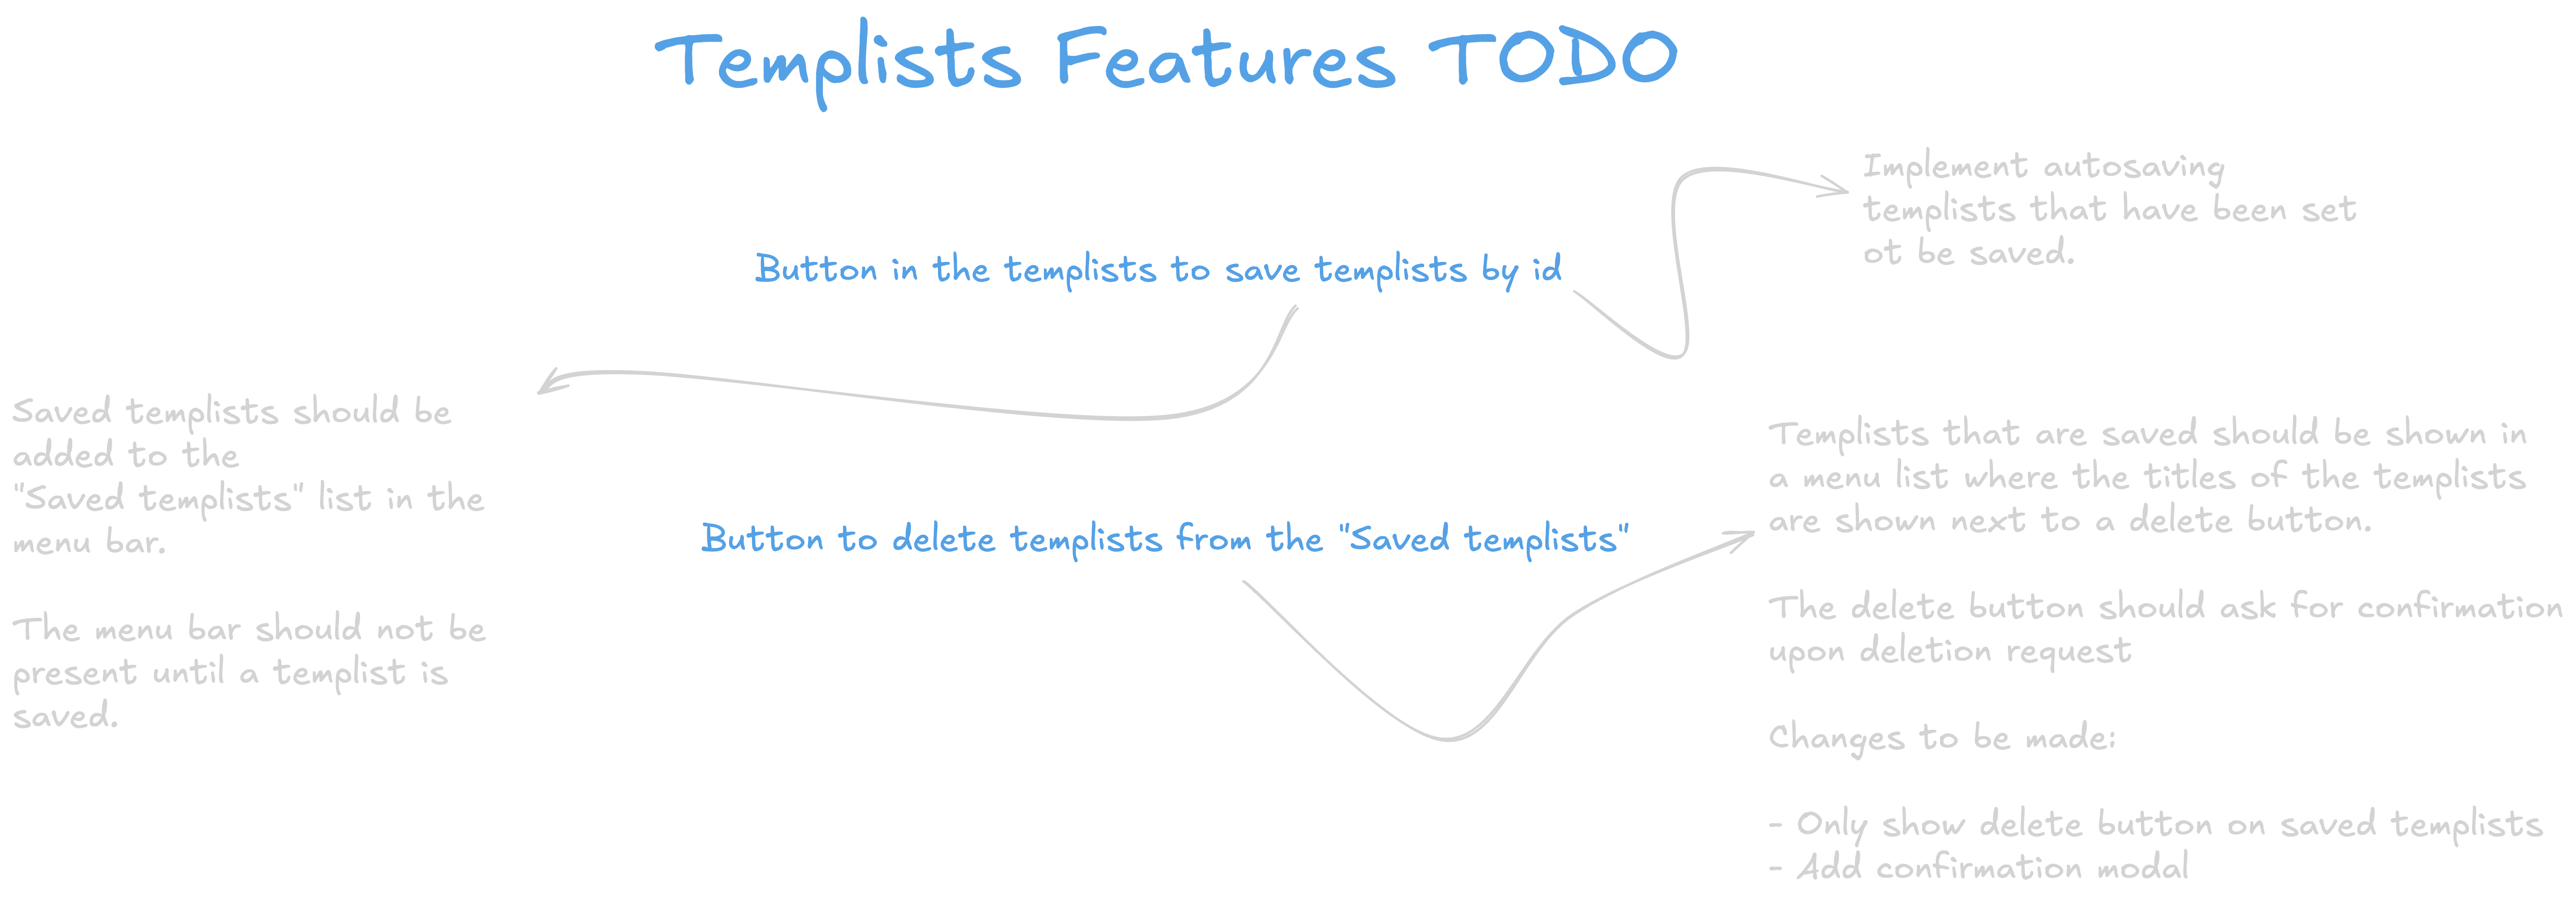 Templists Features TODO
Implement autosaving
templists that have been set
ot be saved.
Button in the templists to save templists by id
Saved templists should be
added to the
"Saved templists" list in the
menu bar.
The menu bar should not be
present until a templist is
saved.
Button to delete templists from the "Saved templists"
Templists that are saved should be shown in
a menu list where the titles of the templists
are shown next to a delete button.
The delete button should ask for confirmation
upon deletion request
Changes to be made:
- Only show delete button on saved templists
- Add confirmation modal